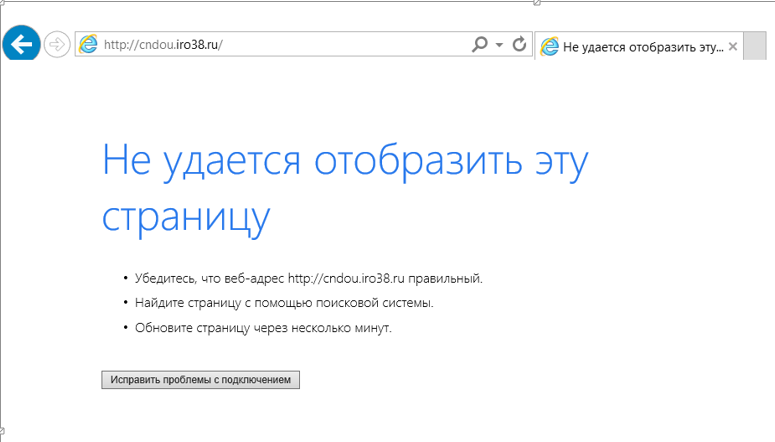 http://cndou.iro38.ru/
Не удается отобразить эту...
Не удается отобразить эту
страницу
• Убедитесь, что веб-адрес http://cndou.iro38.ru правильный.
• Найдите страницу с помощью поисковой системы.
• Обновите страницу через несколько минут.
Исправить проблемы с подключением